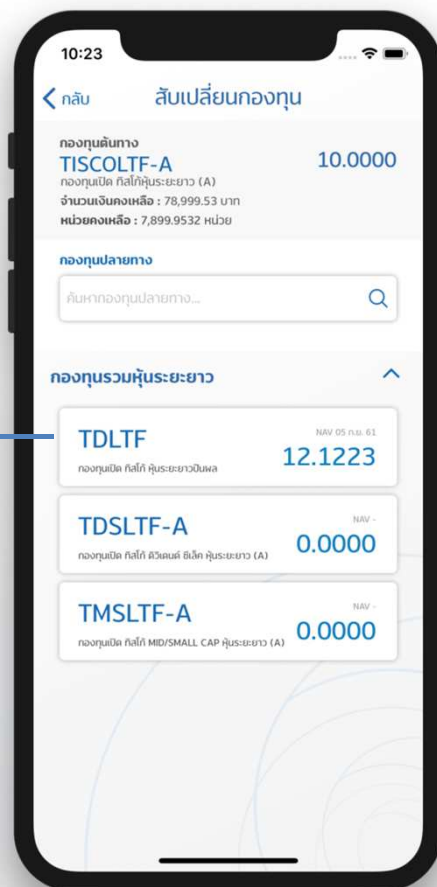 10:23
กลับ
สับเปลี่ยนกองทุน
กองทุนต้นทาง
TISCOLTF-A
10.0000
กองทุนเปิด ทิสโก้หุ้นระยะยาว (A)
จำนวนเงินคงเหลือ : 78,999.53 บาท
หน่วยคงเหลือ : 7,899.9532 หน่วย
กองทุนปลายทาง
ค้นหากองทุนปลายทาง...
กองทุนรวมหุ้นระยะยาว
TDLTF
NAV 05 ก.ย. 61
12.1223
กองทุนเปิด ทิสโก้ หุ้นระยะยาวปันผล
TDSLTF-A
NAV -
0.0000
กองทุนเปิด ทิสโก้ ดิวิเดนด์ ซีเล็ค หุ้นระยะยาว (A)
TMSLTF-A
NAV -
0.0000
กองทุนเปิด ทิสโก้ MID/SMALL CAP หุ้นระยะยาว (A)